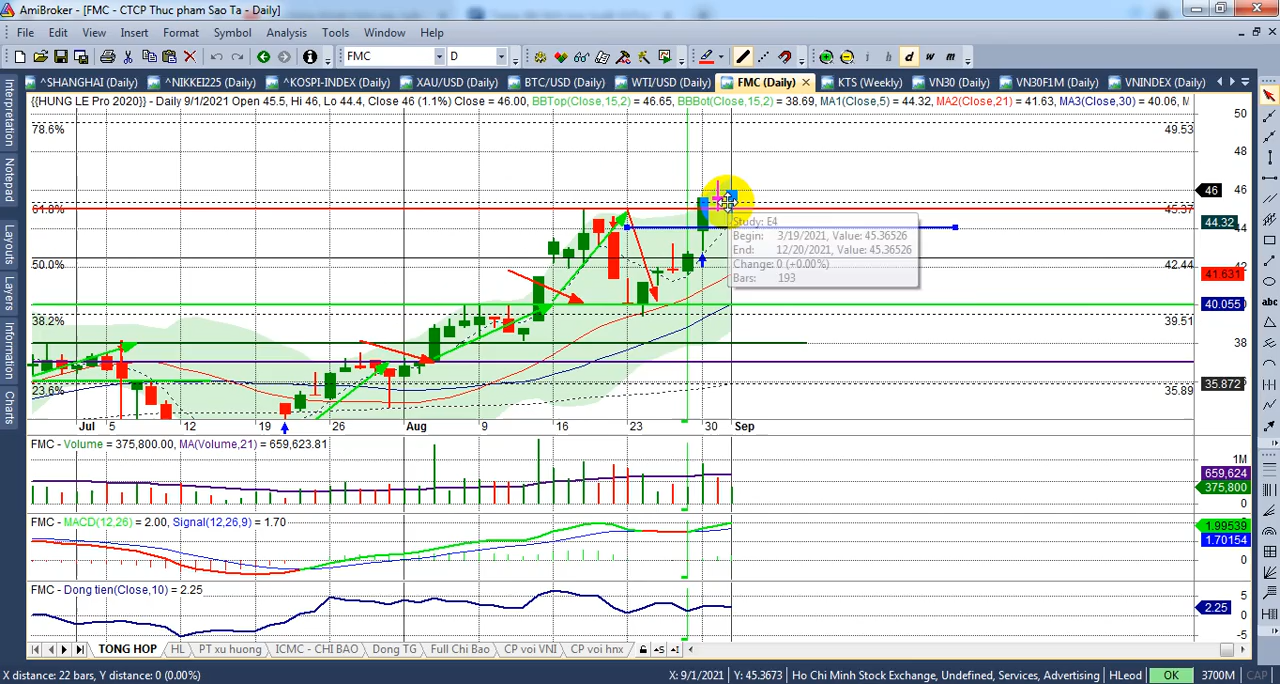 AmiBroker - [FMC - CTCP Thuc pham Sao Ta - Daily]
File Edit View Insert Format Symbol Analysis Tools Window Help
FMC D i h d w m
^SHANGHAI (Daily) ^NIKKEI225 (Daily) ^KOSPI-INDEX (Daily) XAU/USD (Daily) BTC/USD (Daily) WTI/USD (Daily) FMC (Daily) KTS (Weekly) VN30 (Daily) VN30F1M (Daily) VNINDEX (Daily)
{{HUNG LE Pro 2020}} - Daily 9/1/2021 Open 45.5, Hi 46, Lo 44.4, Close 46 (1.1%) Close = 46.00, BBTop(Close,15,2) = 46.65, BBBot(Close,15,2) = 38.69, MA1(Close,5) = 44.32, MA2(Close,21) = 41.63, MA3(Close,30) = 40.06, M
Interpretation
Notepad
Layouts
Layers
Information
Charts
50
78.6% 49.53
48
46 46
61.8% 45.37
44.32 44
Study: E4
Begin: 3/19/2021, Value: 45.36526
End: 12/20/2021, Value: 45.36526
Change: 0 (+0.00%)
Bars: 193
50.0% 42.44
42
41.631
40.055
38.2% 39.51
38
35.872
23.6% 35.89
Jul 5 12 19 26 Aug 9 16 23 30 Sep
FMC - Volume = 375,800.00, MA(Volume,21) = 659,623.81
1M
659,624
375,800
0
FMC - MACD(12,26) = 2.00, Signal(12,26,9) = 1.70
1.99539
1.70154
0
FMC - Dong tien(Close,10) = 2.25
5
2.25
0
-5
TONG HOP HL PT xu huong ICMC - CHI BAO Dong TG Full Chi Bao CP voi VNI CP voi hnx
X distance: 22 bars, Y distance: 0 (0.00%) X: 9/1/2021 Y: 45.3673 Ho Chi Minh Stock Exchange, Undefined, Services, Advertising HLeod OK 3700M CAP
abc